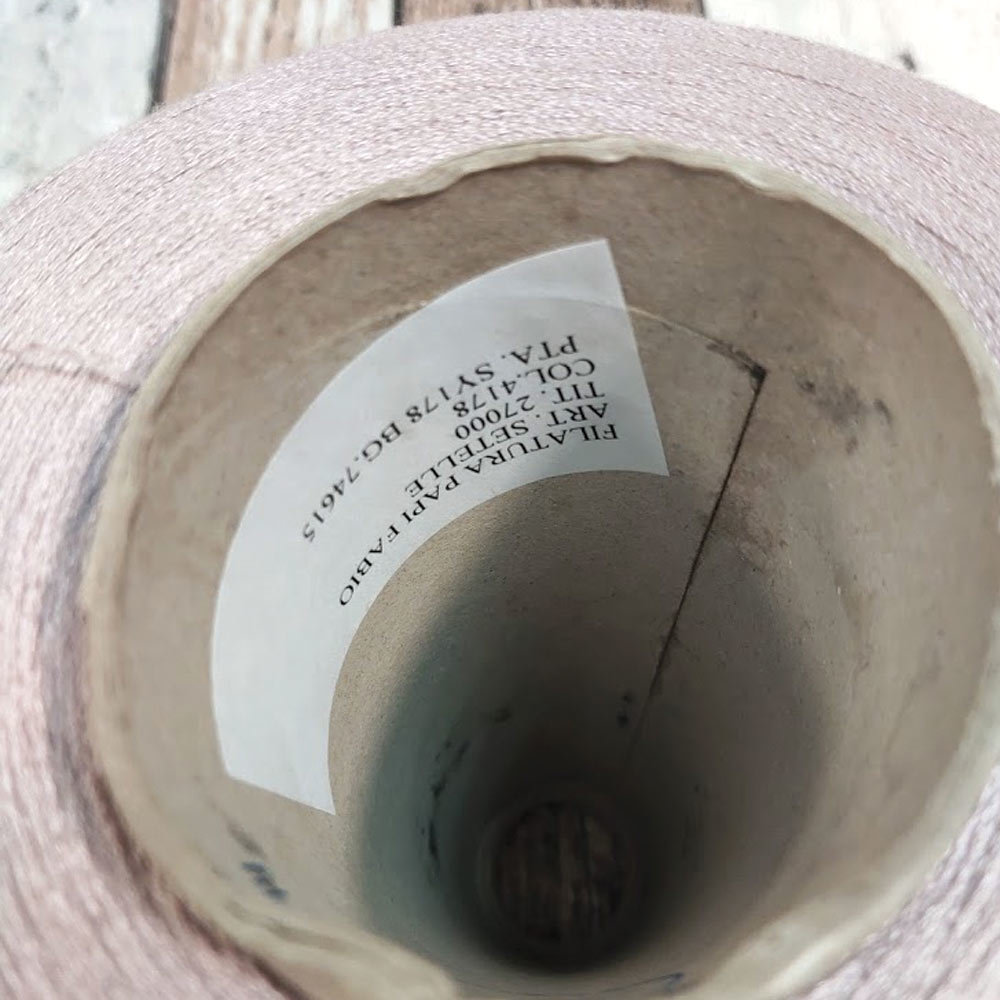 FILATURA PAPI FABIO
ART. SETELLE
TIT. 27000
COL. 4178
PTA. SY178 BG.74615